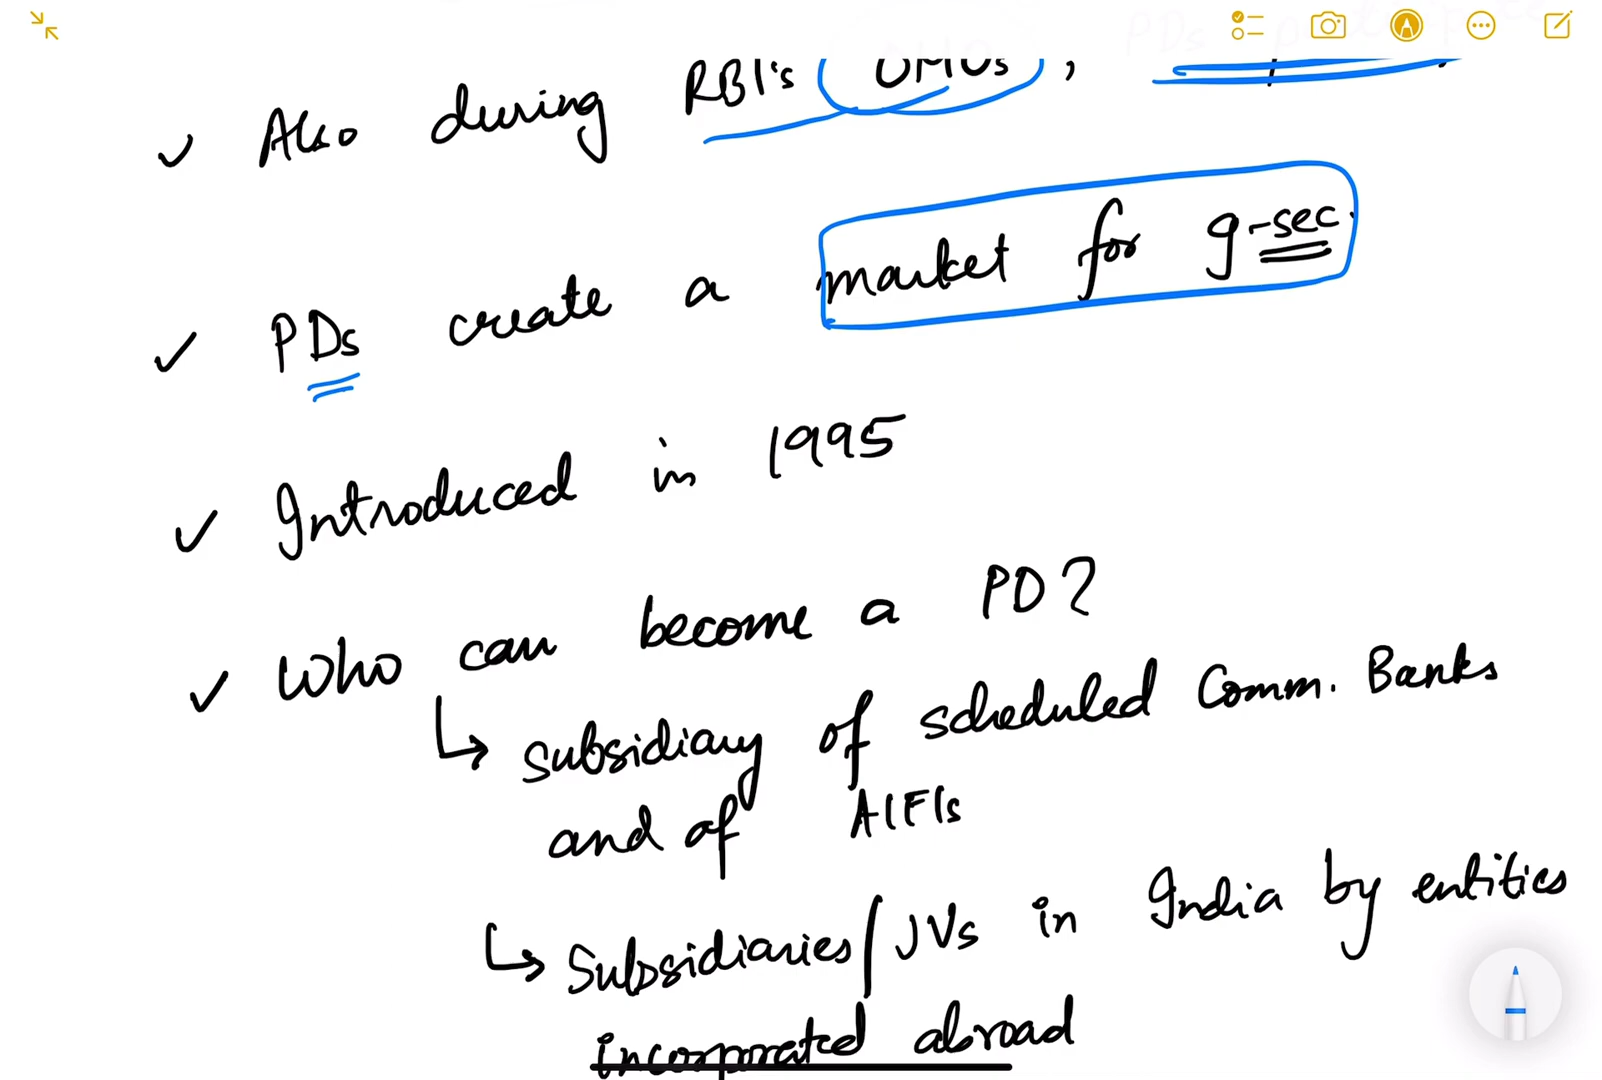 PDs
✓ Also during RBI's OMOs,
✓ PDs create a market for g-sec.
✓ Introduced in 1995
✓ Who can become a PD?
↳ subsidiary of scheduled Comm. Banks
and of AIFIs
↳ Subsidiaries/JVs in India by entities
incorporated abroad